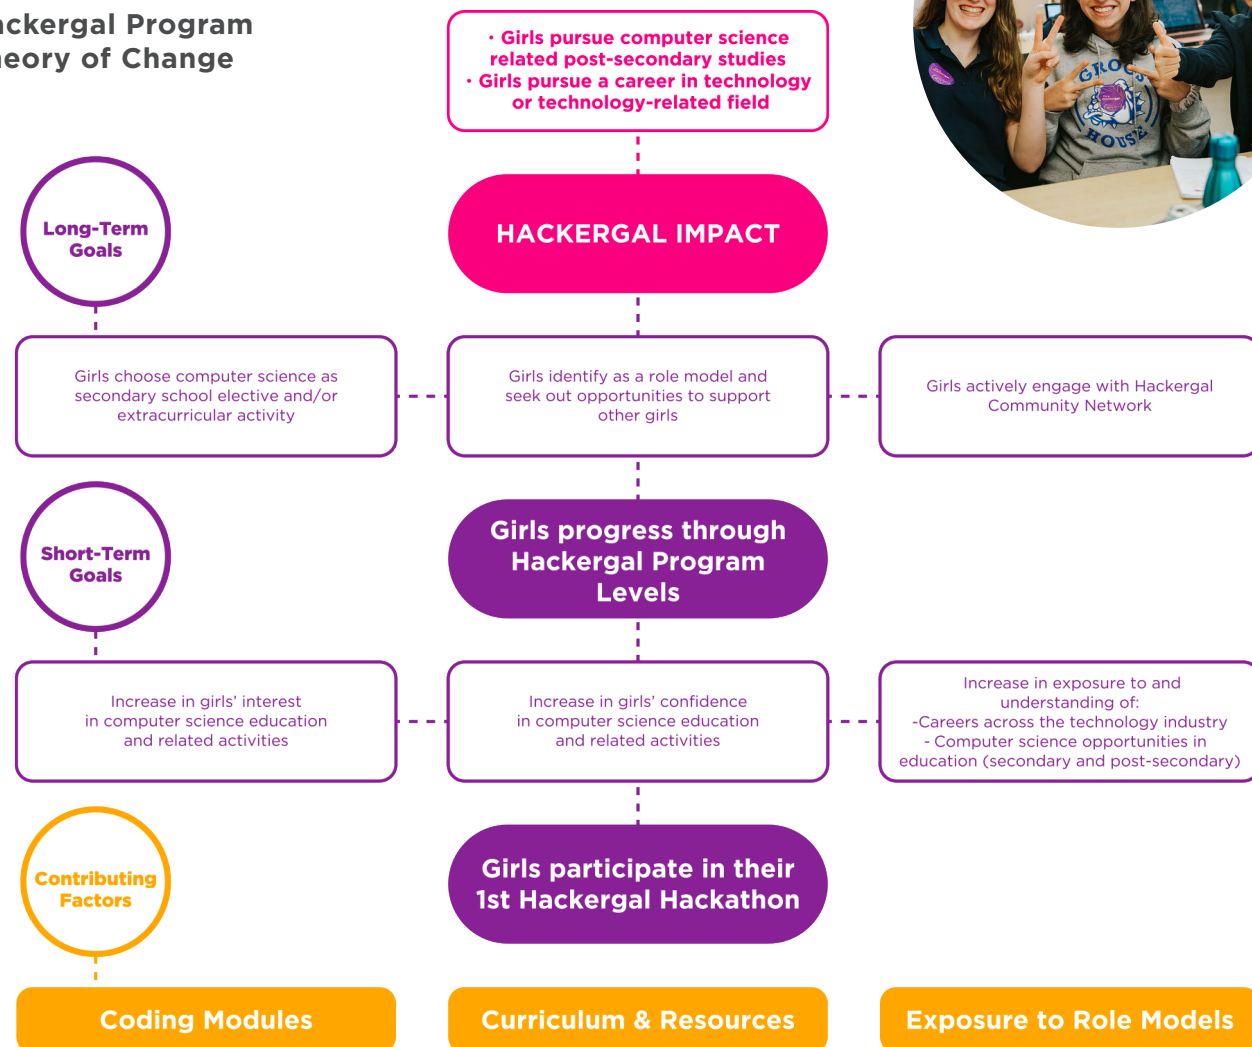 ackergal Program
heory of Change
· Girls pursue computer science
related post-secondary studies
· Girls pursue a career in technology
or technology-related field
HACKERGAL IMPACT
Long-Term
Goals
Girls choose computer science as
secondary school elective and/or
extracurricular activity
Girls identify as a role model and
seek out opportunities to support
other girls
Girls actively engage with Hackergal
Community Network
Short-Term
Goals
Girls progress through
Hackergal Program
Levels
Increase in girls’ interest
in computer science education
and related activities
Increase in girls’ confidence
in computer science education
and related activities
Increase in exposure to and
understanding of:
-Careers across the technology industry
- Computer science opportunities in
education (secondary and post-secondary)
Contributing
Factors
Girls participate in their
1st Hackergal Hackathon
Coding Modules
Curriculum & Resources
Exposure to Role Models
HOUSE